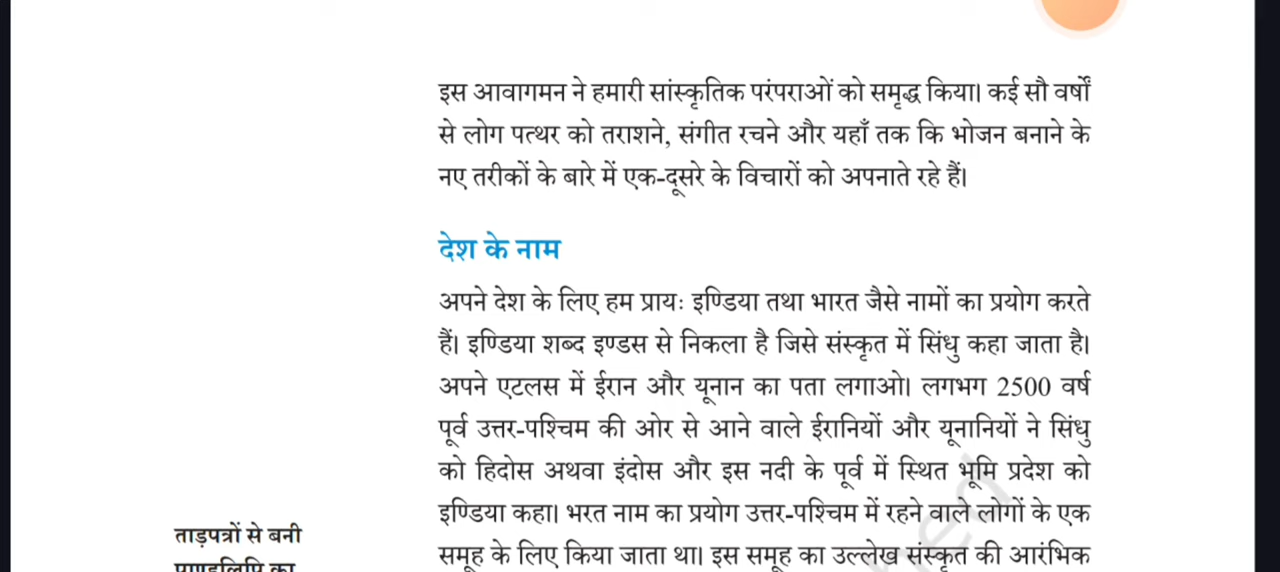 इस आवागमन ने हमारी सांस्कृतिक परंपराओं को समृद्ध किया। कई सौ वर्षों
से लोग पत्थर को तराशने, संगीत रचने और यहाँ तक कि भोजन बनाने के
नए तरीकों के बारे में एक-दूसरे के विचारों को अपनाते रहे हैं।
देश के नाम
अपने देश के लिए हम प्रायः इण्डिया तथा भारत जैसे नामों का प्रयोग करते
हैं। इण्डिया शब्द इण्डस से निकला है जिसे संस्कृत में सिंधु कहा जाता है।
अपने एटलस में ईरान और यूनान का पता लगाओ। लगभग 2500 वर्ष
पूर्व उत्तर-पश्चिम की ओर से आने वाले ईरानियों और यूनानियों ने सिंधु
को हिदोस अथवा इंदोस और इस नदी के पूर्व में स्थित भूमि प्रदेश को
इण्डिया कहा। भरत नाम का प्रयोग उत्तर-पश्चिम में रहने वाले लोगों के एक
समूह के लिए किया जाता था। इस समूह का उल्लेख संस्कृत की आरंभिक
ताड़पत्रों से बनी
पाण्डुलिपि का